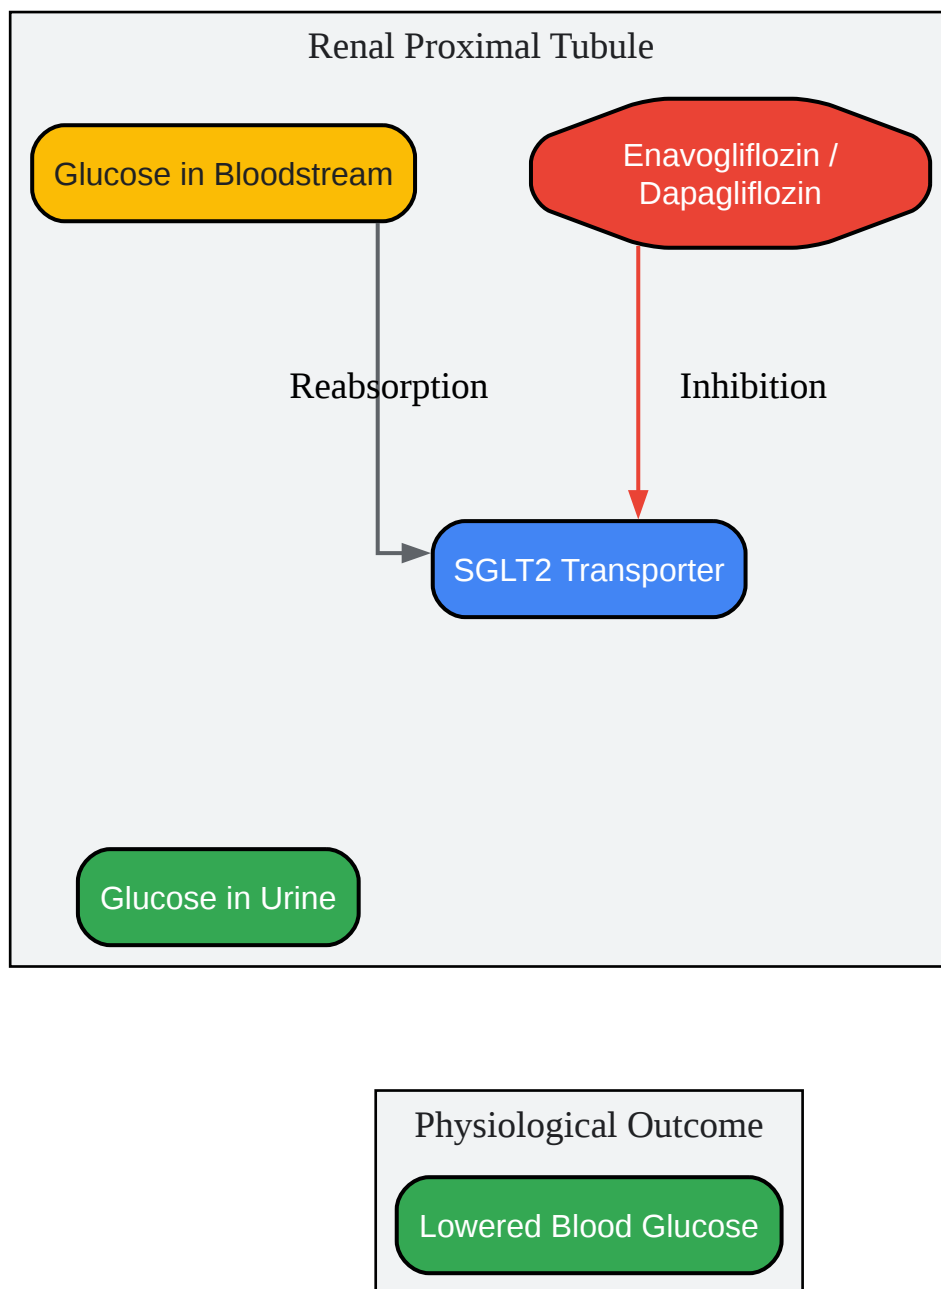 Renal Proximal Tubule
Glucose in Bloodstream
Enavogliflozin /
Dapagliflozin
Reabsorption
Inhibition
SGLT2 Transporter
Glucose in Urine
Physiological Outcome
Lowered Blood Glucose